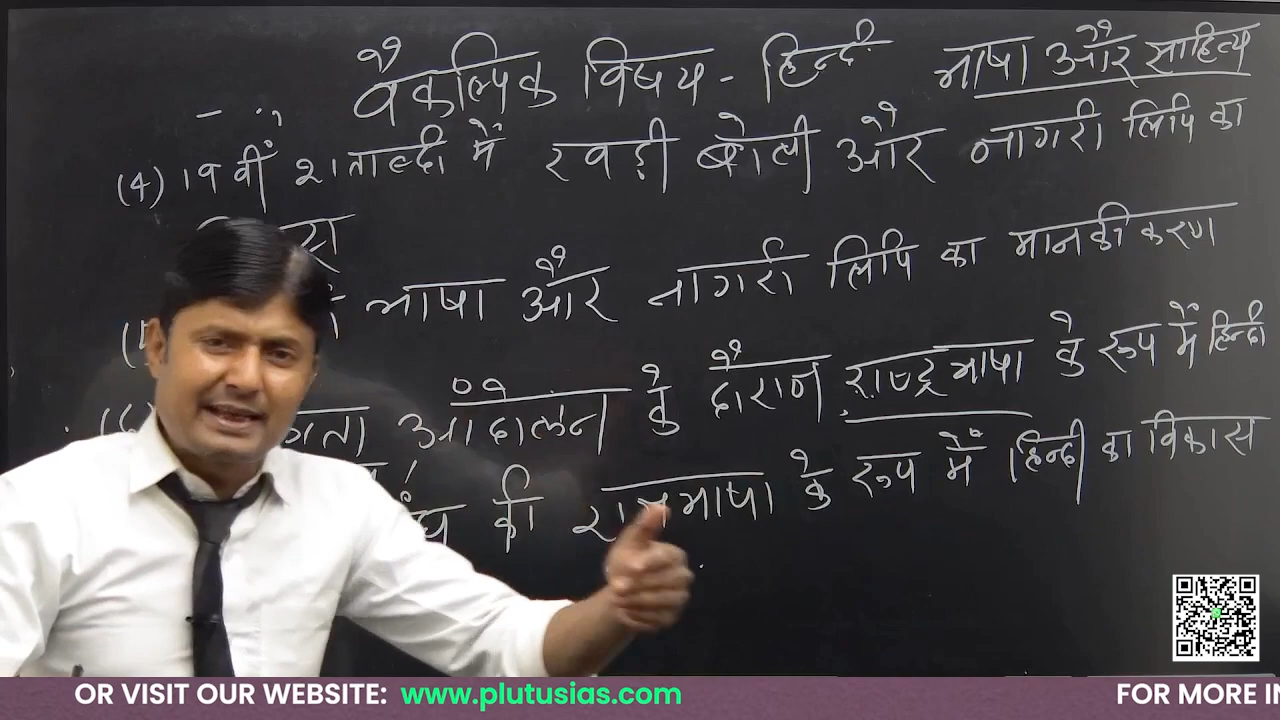 वैकल्पिक विषय - हिन्दी भाषा और साहित्य
(4) 19वीं शताब्दी में खड़ी बोली और नागरी लिपि का
भाषा और नागरी लिपि का मानकीकरण
आंदोलन के दौरान राष्ट्रभाषा के रूप में हिन्दी
की राजभाषा के रूप में हिन्दी का विकास
OR VISIT OUR WEBSITE: www.plutusias.com FOR MORE IN